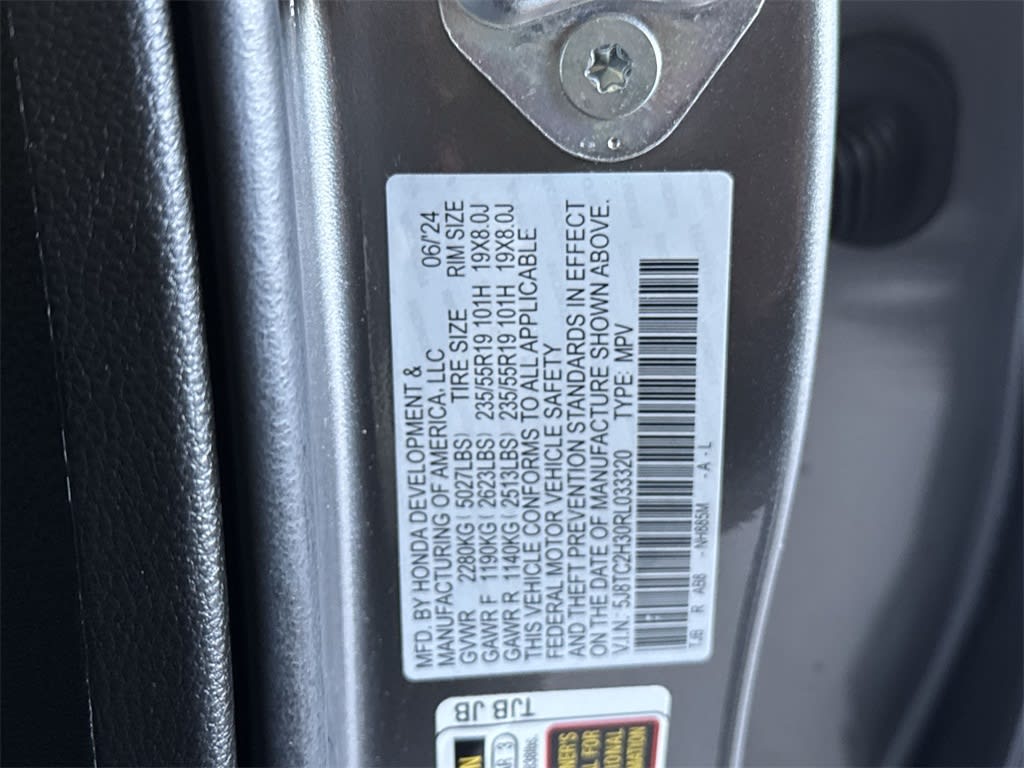 MFD. BY HONDA DEVELOPMENT &
MANUFACTURING OF AMERICA, LLC 06/'24
GVWR 2280KG(5027LBS) TIRE SIZE RIM SIZE
GAWR F 1190KG(2623LBS) 235/55R19 101H 19X8.0J
GAWR R 1140KG(2513LBS) 235/55R19 101H 19X8.0J
THIS VEHICLE CONFORMS TO ALL APPLICABLE
FEDERAL MOTOR VEHICLE SAFETY
AND THEFT PREVENTION STANDARDS IN EFFECT
ON THE DATE OF MANUFACTURE SHOWN ABOVE.
V.I.N: 5J8TC2H30RL033320 TYPE: MPV
TJB R AB8 -NH885M -A-L
TJB JB